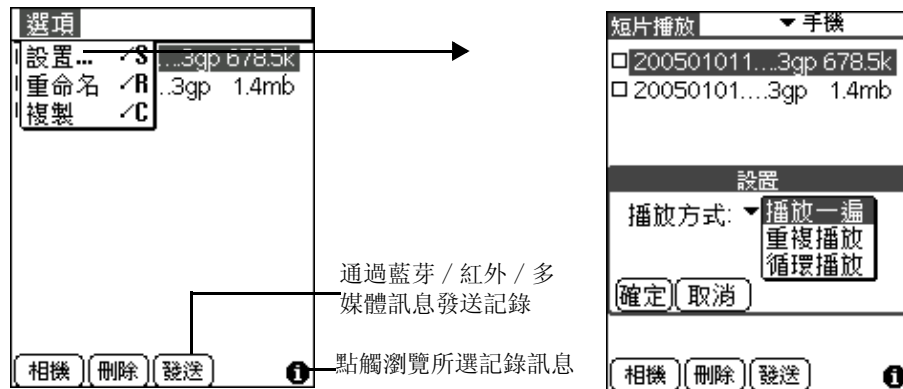 選項
設置... ⁄S
重命名 ⁄R
複製 ⁄C
....3gp 678.5k
..3gp 1.4mb
通過藍芽 / 紅外 / 多
媒體訊息發送記錄
相機 刪除 發送
點觸瀏覽所選記錄訊息
短片播放 手機
200501011....3gp 678.5k
20050101....3gp 1.4mb
設置
播放方式: 播放一遍
重複播放
循環播放
確定 取消
相機 刪除 發送